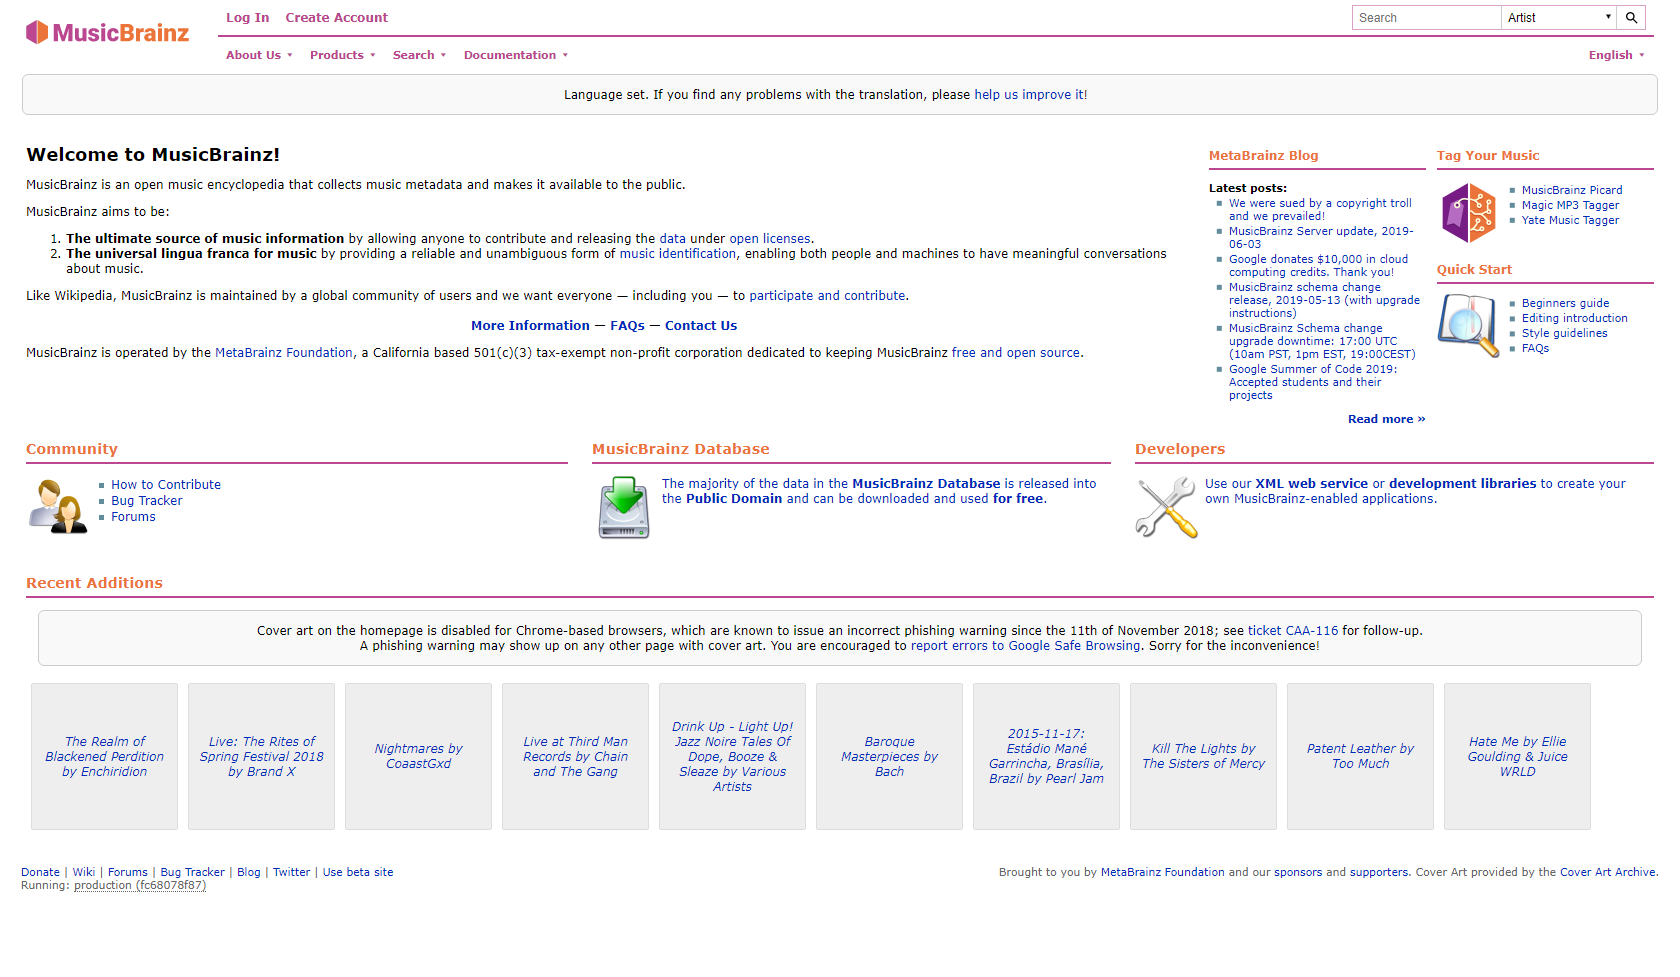 MusicBrainz
Log In Create Account
Search Artist
About Us Products Search Documentation
English
Language set. If you find any problems with the translation, please help us improve it!
Welcome to MusicBrainz!
MusicBrainz is an open music encyclopedia that collects music metadata and makes it available to the public.
MusicBrainz aims to be:
1. The ultimate source of music information by allowing anyone to contribute and releasing the data under open licenses.
2. The universal lingua franca for music by providing a reliable and unambiguous form of music identification, enabling both people and machines to have meaningful conversations
about music.
Like Wikipedia, MusicBrainz is maintained by a global community of users and we want everyone — including you — to participate and contribute.
More Information — FAQs — Contact Us
MusicBrainz is operated by the MetaBrainz Foundation, a California based 501(c)(3) tax-exempt non-profit corporation dedicated to keeping MusicBrainz free and open source.
MetaBrainz Blog
Latest posts:
We were sued by a copyright troll
and we prevailed!
MusicBrainz Server update, 2019-
06-03
Google donates $10,000 in cloud
computing credits. Thank you!
MusicBrainz schema change
release, 2019-05-13 (with upgrade
instructions)
MusicBrainz Schema change
upgrade downtime: 17:00 UTC
(10am PST, 1pm EST, 19:00CEST)
Google Summer of Code 2019:
Accepted students and their
projects
Read more »
Tag Your Music
MusicBrainz Picard
Magic MP3 Tagger
Yate Music Tagger
Quick Start
Beginners guide
Editing introduction
Style guidelines
FAQs
Community
How to Contribute
Bug Tracker
Forums
MusicBrainz Database
The majority of the data in the MusicBrainz Database is released into
the Public Domain and can be downloaded and used for free.
Developers
Use our XML web service or development libraries to create your
own MusicBrainz-enabled applications.
Recent Additions
Cover art on the homepage is disabled for Chrome-based browsers, which are known to issue an incorrect phishing warning since the 11th of November 2018; see ticket CAA-116 for follow-up.
A phishing warning may show up on any other page with cover art. You are encouraged to report errors to Google Safe Browsing. Sorry for the inconvenience!
The Realm of
Blackened Perdition
by Enchiridion
Live: The Rites of
Spring Festival 2018
by Brand X
Nightmares by
CoaastGxd
Live at Third Man
Records by Chain
and The Gang
Drink Up - Light Up!
Jazz Noire Tales Of
Dope, Booze &
Sleaze by Various
Artists
Baroque
Masterpieces by
Bach
2015-11-17:
Estádio Mané
Garrincha, Brasília,
Brazil by Pearl Jam
Kill The Lights by
The Sisters of Mercy
Patent Leather by
Too Much
Hate Me by Ellie
Goulding & Juice
WRLD
Donate | Wiki | Forums | Bug Tracker | Blog | Twitter | Use beta site
Running: production (fc68078f87)
Brought to you by MetaBrainz Foundation and our sponsors and supporters. Cover Art provided by the Cover Art Archive.